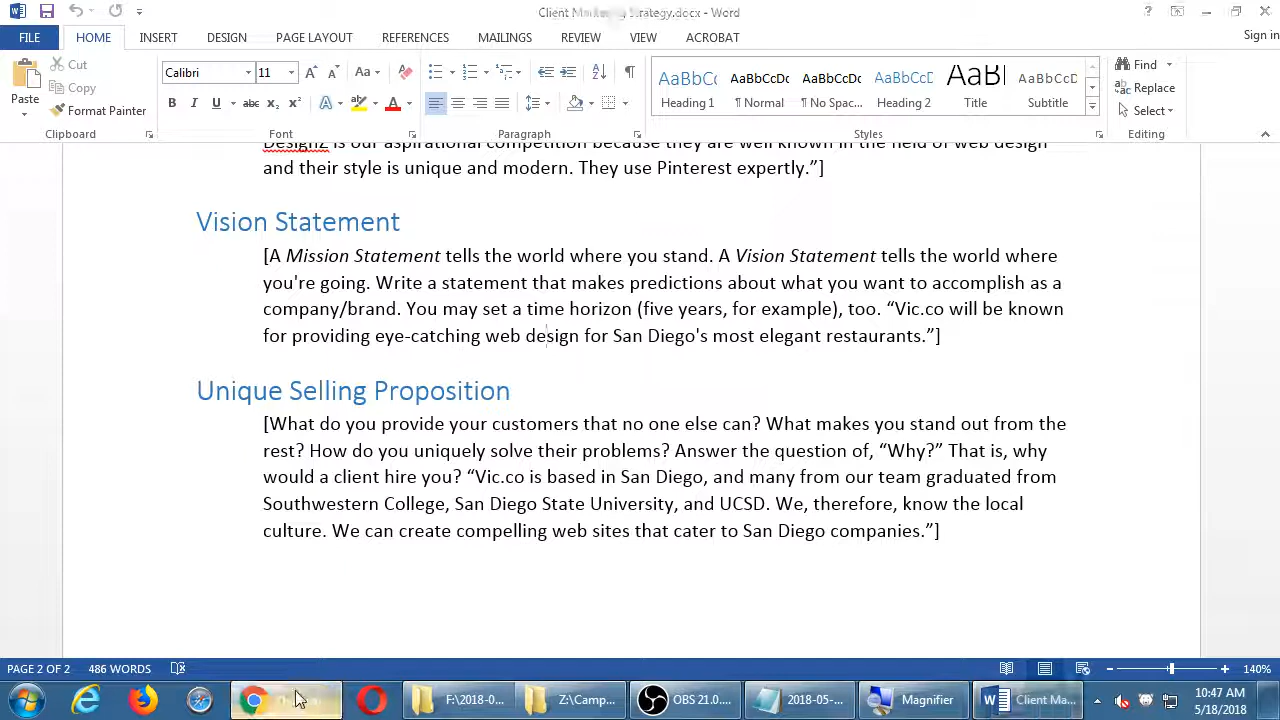 Client Marketing Strategy.docx - Word
FILE HOME INSERT DESIGN PAGE LAYOUT REFERENCES MAILINGS REVIEW VIEW ACROBAT Sign in
Paste
Cut
Copy
Format Painter
Calibri 11
AaBbCc AaBbCcDc AaBbCcDc AaBbCcD AaB AaBbCcD
Heading 1 ¶ Normal ¶ No Spac... Heading 2 Title Subtitle
Find
Replace
Select
Clipboard Font Paragraph Styles Editing
DesignZ is our aspirational competition because they are well known in the field of web design
and their style is unique and modern. They use Pinterest expertly.”]
Vision Statement
[A Mission Statement tells the world where you stand. A Vision Statement tells the world where
you're going. Write a statement that makes predictions about what you want to accomplish as a
company/brand. You may set a time horizon (five years, for example), too. “Vic.co will be known
for providing eye-catching web design for San Diego's most elegant restaurants.”]
Unique Selling Proposition
[What do you provide your customers that no one else can? What makes you stand out from the
rest? How do you uniquely solve their problems? Answer the question of, “Why?” That is, why
would a client hire you? “Vic.co is based in San Diego, and many from our team graduated from
Southwestern College, San Diego State University, and UCSD. We, therefore, know the local
culture. We can create compelling web sites that cater to San Diego companies.”]
PAGE 2 OF 2 486 WORDS 140%
F:\2018-0... Z:\Camp... OBS 21.0... 2018-05-... Magnifier Client Ma...
10:47 AM
5/18/2018